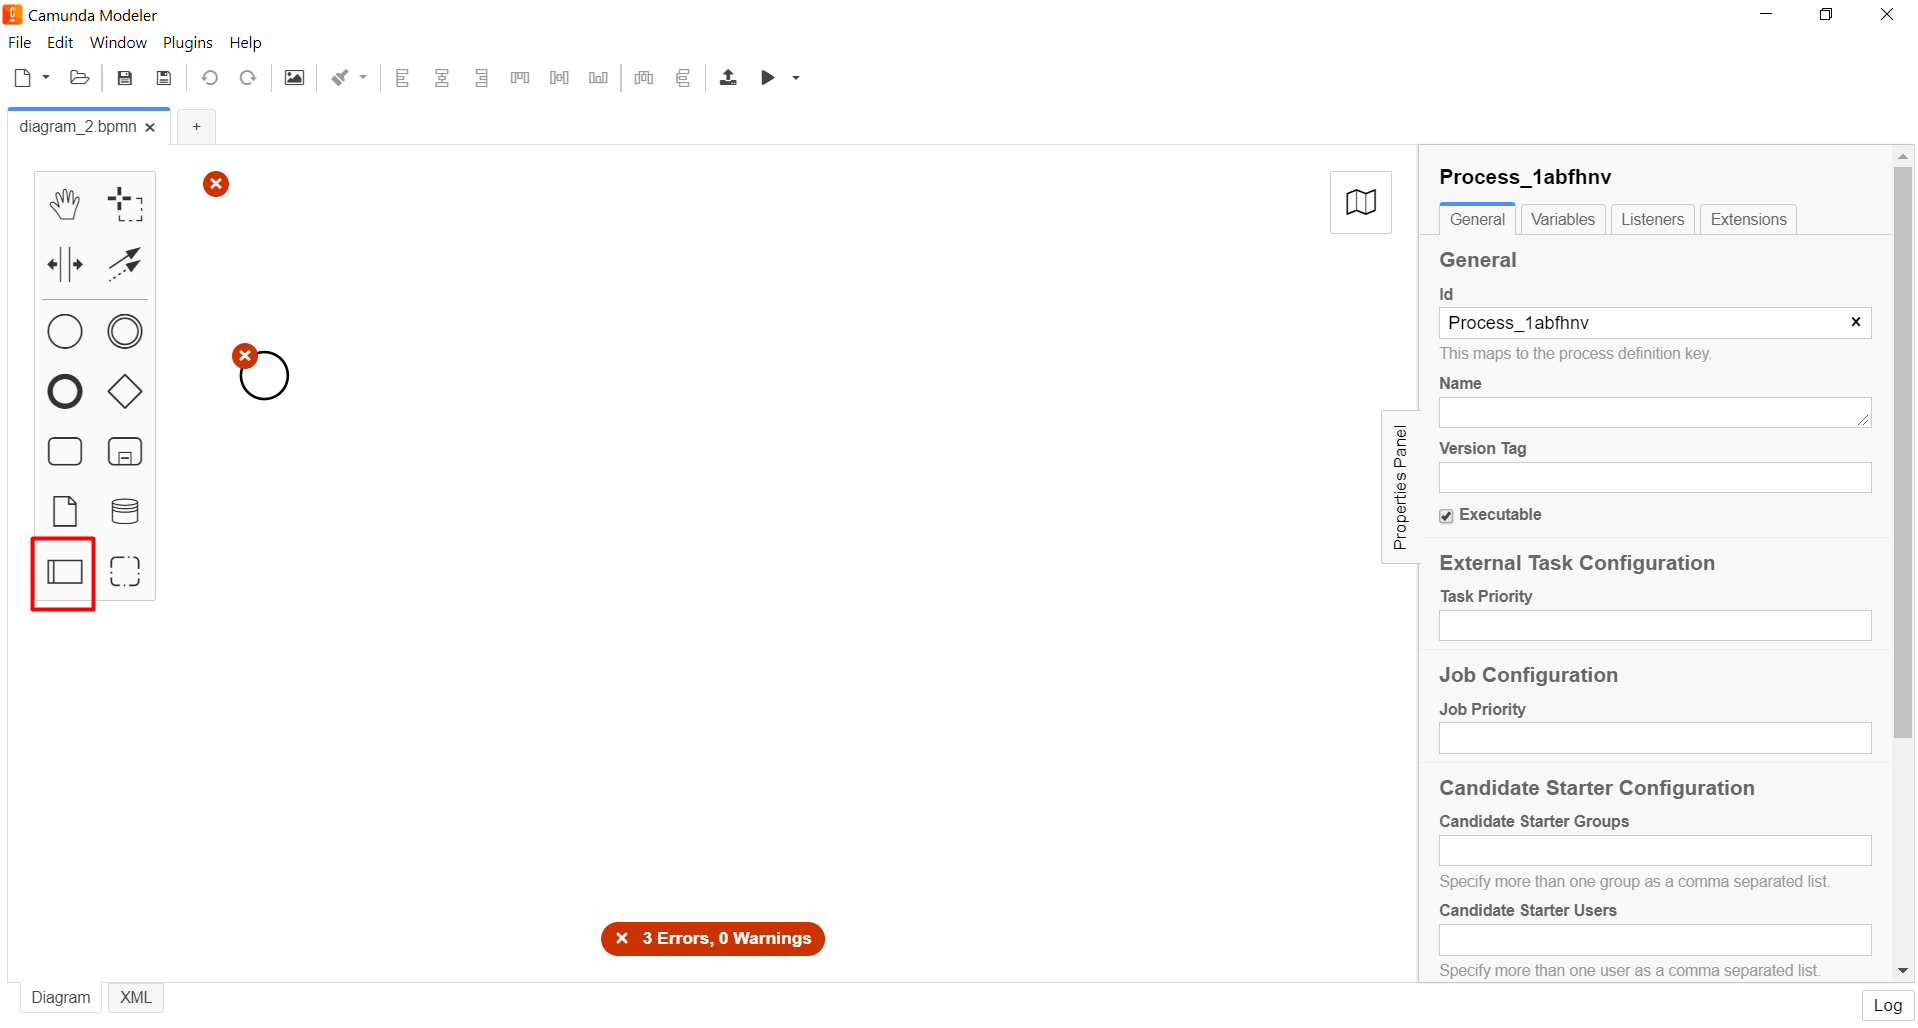 Camunda Modeler
File Edit Window Plugins Help
diagram_2.bpmn
+
Process_1abfhnv
General Variables Listeners Extensions
General
Id
Process_1abfhnv
This maps to the process definition key.
Name
Version Tag
Executable
Properties Panel
External Task Configuration
Task Priority
Job Configuration
Job Priority
Candidate Starter Configuration
Candidate Starter Groups
Specify more than one group as a comma separated list.
Candidate Starter Users
Specify more than one user as a comma separated list.
3 Errors, 0 Warnings
Diagram XML
Log